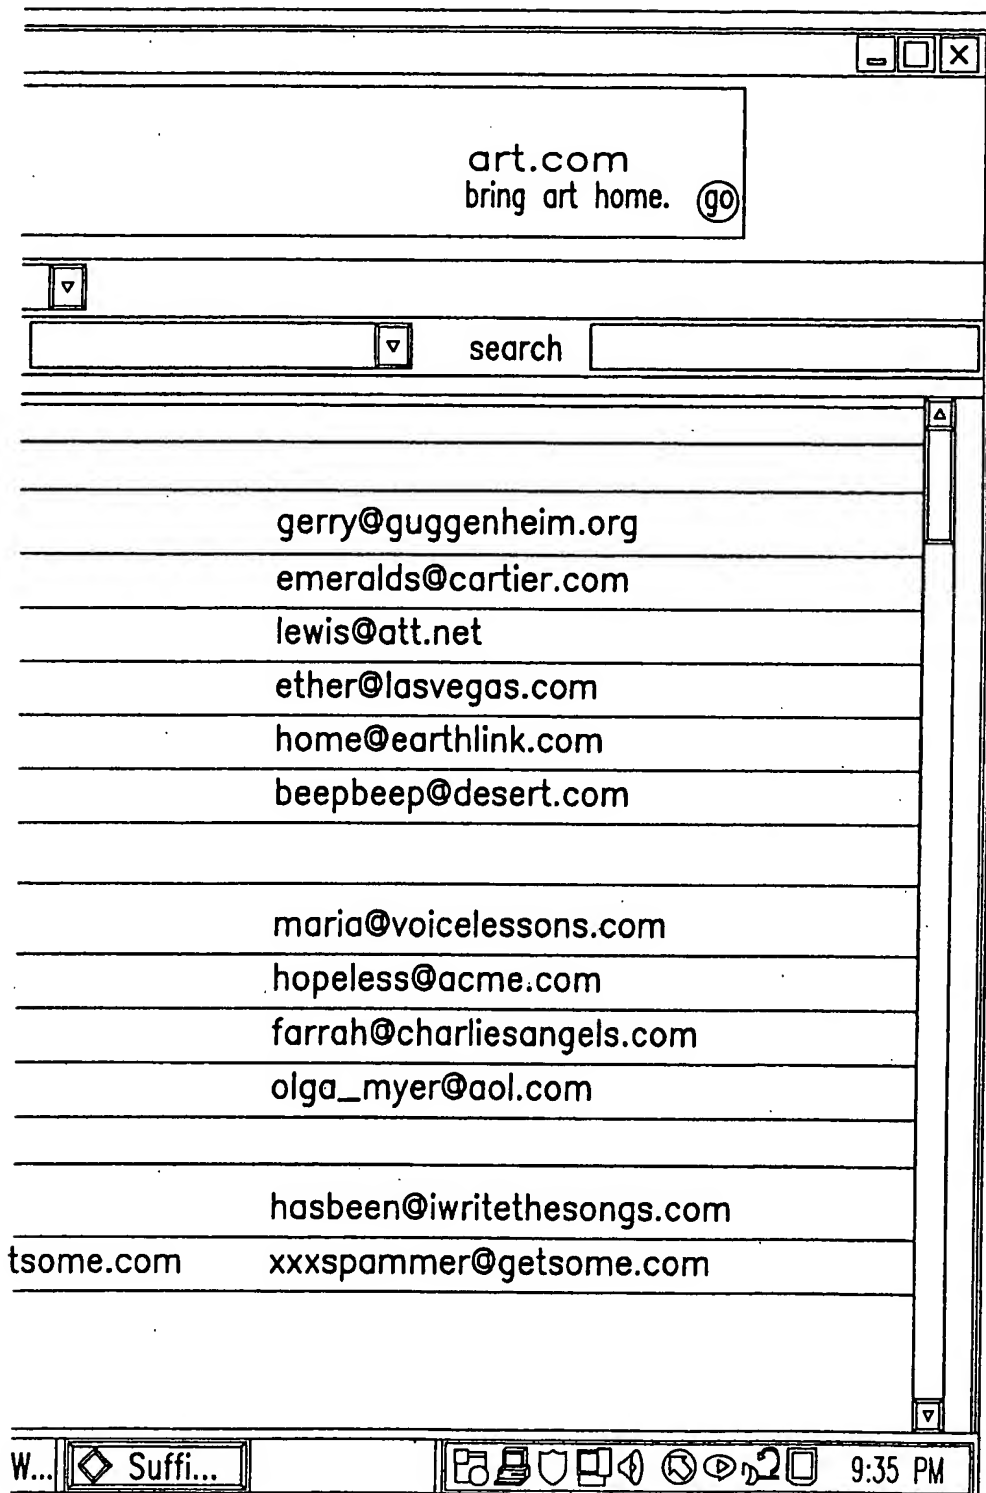 art.com
bring art home. go
search
gerry@guggenheim.org
emeralds@cartier.com
lewis@att.net
ether@lasvegas.com
home@earthlink.com
beepbeep@desert.com
maria@voicelessons.com
hopeless@acme.com
farrah@charliesangels.com
olga_myer@aol.com
hasbeen@iwritethesongs.com
tsome.com xxxspammer@getsome.com
W... Suffi... 9:35 PM